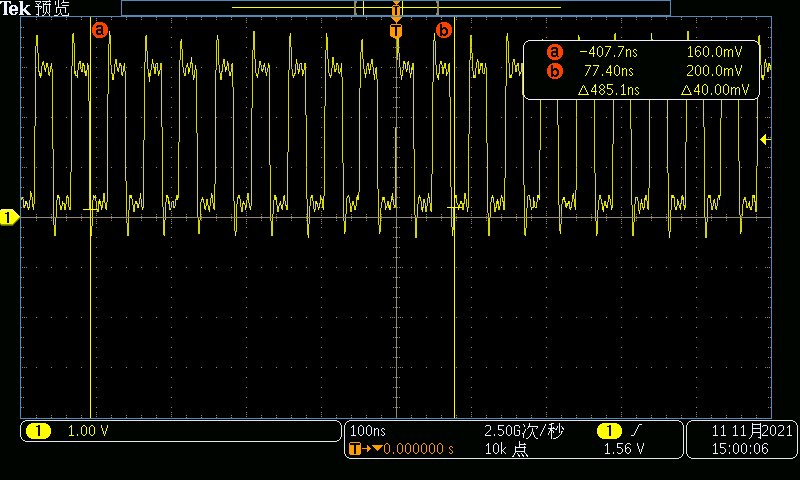 Tek 预览
T
a T b
a -407.7ns 160.0mV
b 77.40ns 200.0mV
△485.1ns △40.00mV
1
1 1.00 V
100ns 2.50G次/秒 1 1.56 V
T→▼0.000000 s 10k 点
11 11月2021
15:00:06